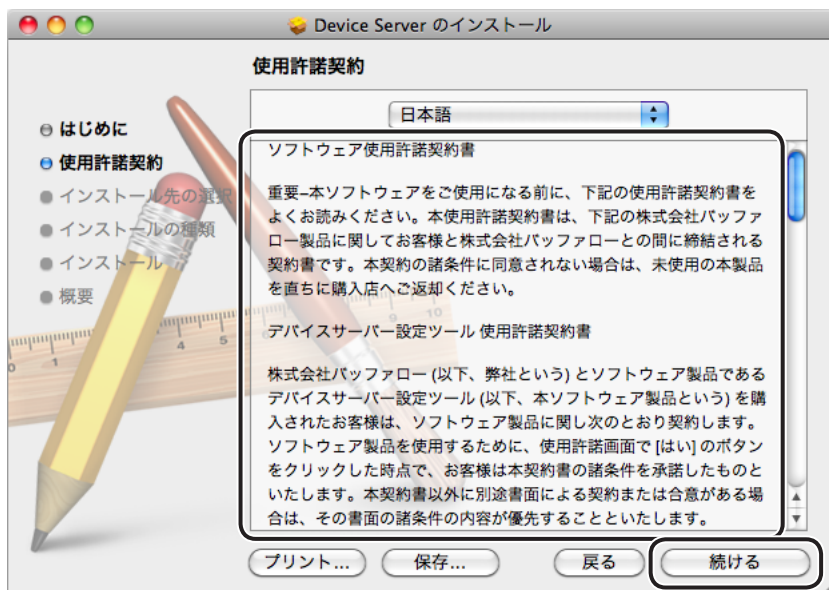 Device Server のインストール
使用許諾契約
はじめに
使用許諾契約
インストール先の選択
インストールの種類
インストール
概要
日本語
ソフトウェア使用許諾契約書
重要–本ソフトウェアをご使用になる前に、下記の使用許諾契約書を
よくお読みください。本使用許諾契約書は、下記の株式会社バッファ
ロー製品に関してお客様と株式会社バッファローとの間に締結される
契約書です。本契約の諸条件に同意されない場合は、未使用の本製品
を直ちに購入店へご返却ください。
デバイスサーバー設定ツール 使用許諾契約書
株式会社バッファロー (以下、弊社という) とソフトウェア製品である
デバイスサーバー設定ツール (以下、本ソフトウェア製品という) を購
入されたお客様は、ソフトウェア製品に関し次のとおり契約します。
ソフトウェア製品を使用するために、使用許諾画面で [はい] のボタン
をクリックした時点で、お客様は本契約書の諸条件を承諾したものと
いたします。本契約書以外に別途書面による契約または合意がある場
合は、その書面の諸条件の内容が優先することといたします。
0 1 4 5 9 10
プリント... 保存... 戻る 続ける